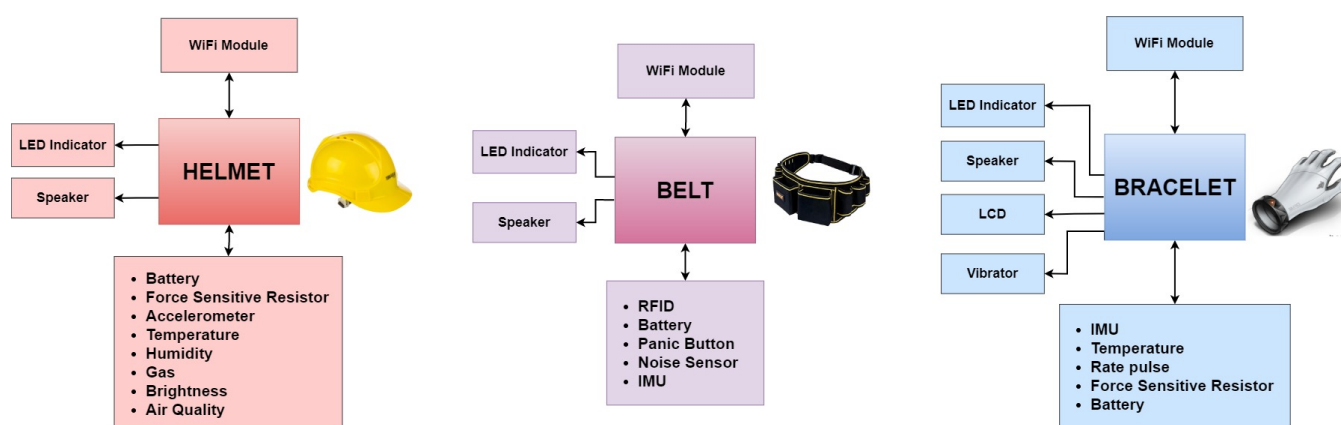 WiFi Module
LED Indicator
Speaker
HELMET
• Battery
• Force Sensitive Resistor
• Accelerometer
• Temperature
• Humidity
• Gas
• Brightness
• Air Quality
WiFi Module
LED Indicator
Speaker
BELT
• RFID
• Battery
• Panic Button
• Noise Sensor
• IMU
WiFi Module
LED Indicator
Speaker
LCD
Vibrator
BRACELET
• IMU
• Temperature
• Rate pulse
• Force Sensitive Resistor
• Battery